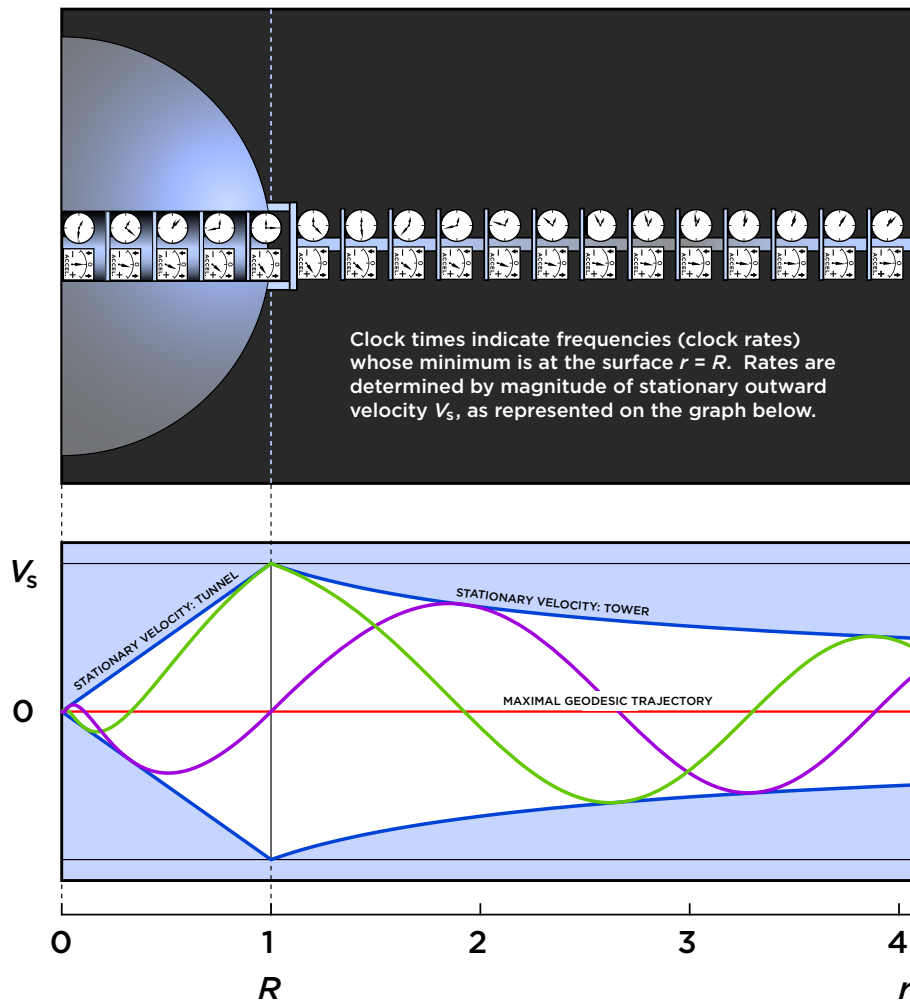 ACCEL.
0
Clock times indicate frequencies (clock rates)
whose minimum is at the surface r = R. Rates are
determined by magnitude of stationary outward
velocity Vs, as represented on the graph below.
Vs
STATIONARY VELOCITY: TUNNEL
STATIONARY VELOCITY: TOWER
0
MAXIMAL GEODESIC TRAJECTORY
0 1 2 3 4
R r